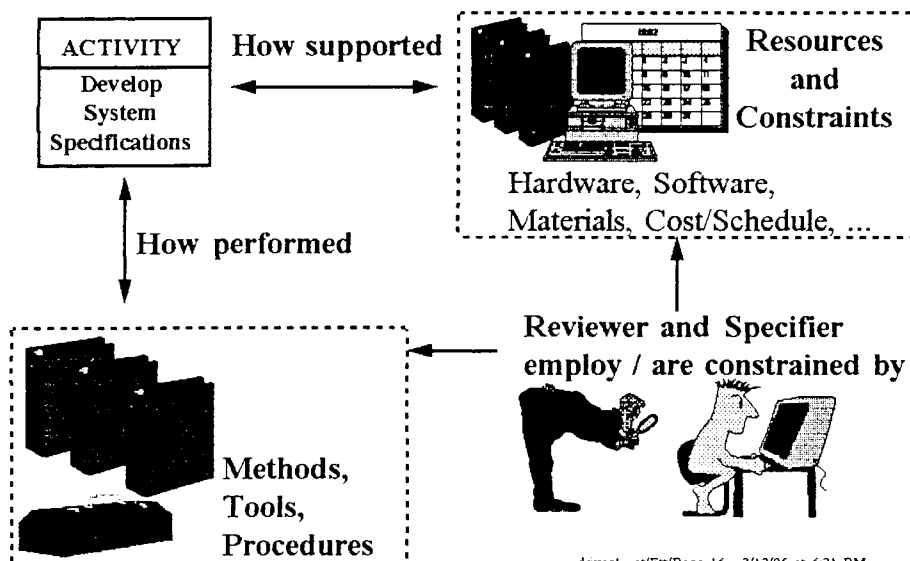 ACTIVITY
Develop
System
Specifications
How supported
Resources
and
Constraints
Hardware, Software,
Materials, Cost/Schedule, ...
How performed
Reviewer and Specifier
employ / are constrained by
Methods,
Tools,
Procedures